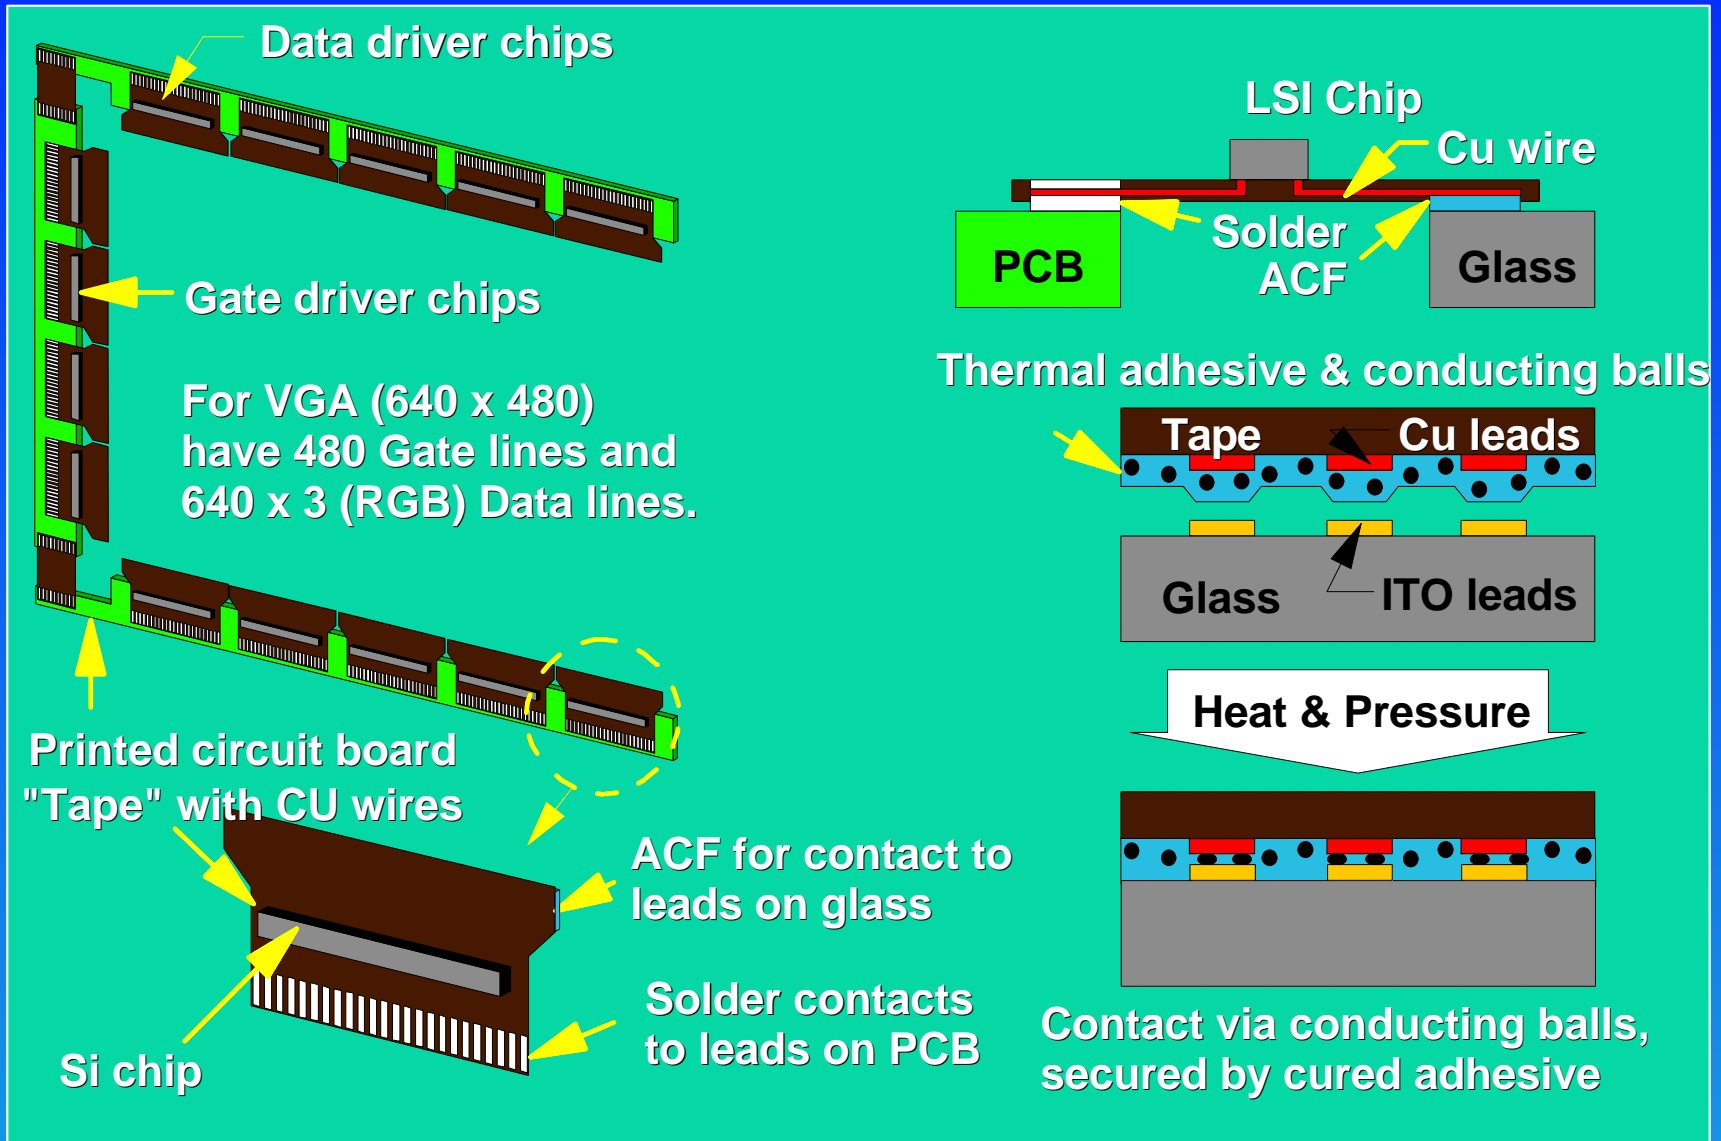 Data driver chips
Gate driver chips
For VGA (640 x 480)
have 480 Gate lines and
640 x 3 (RGB) Data lines.
Printed circuit board
"Tape" with CU wires
ACF for contact to
leads on glass
Solder contacts
to leads on PCB
Si chip
LSI Chip
Cu wire
Solder
ACF
PCB
Glass
Thermal adhesive & conducting balls
Tape
Cu leads
Glass
ITO leads
Heat & Pressure
Contact via conducting balls,
secured by cured adhesive